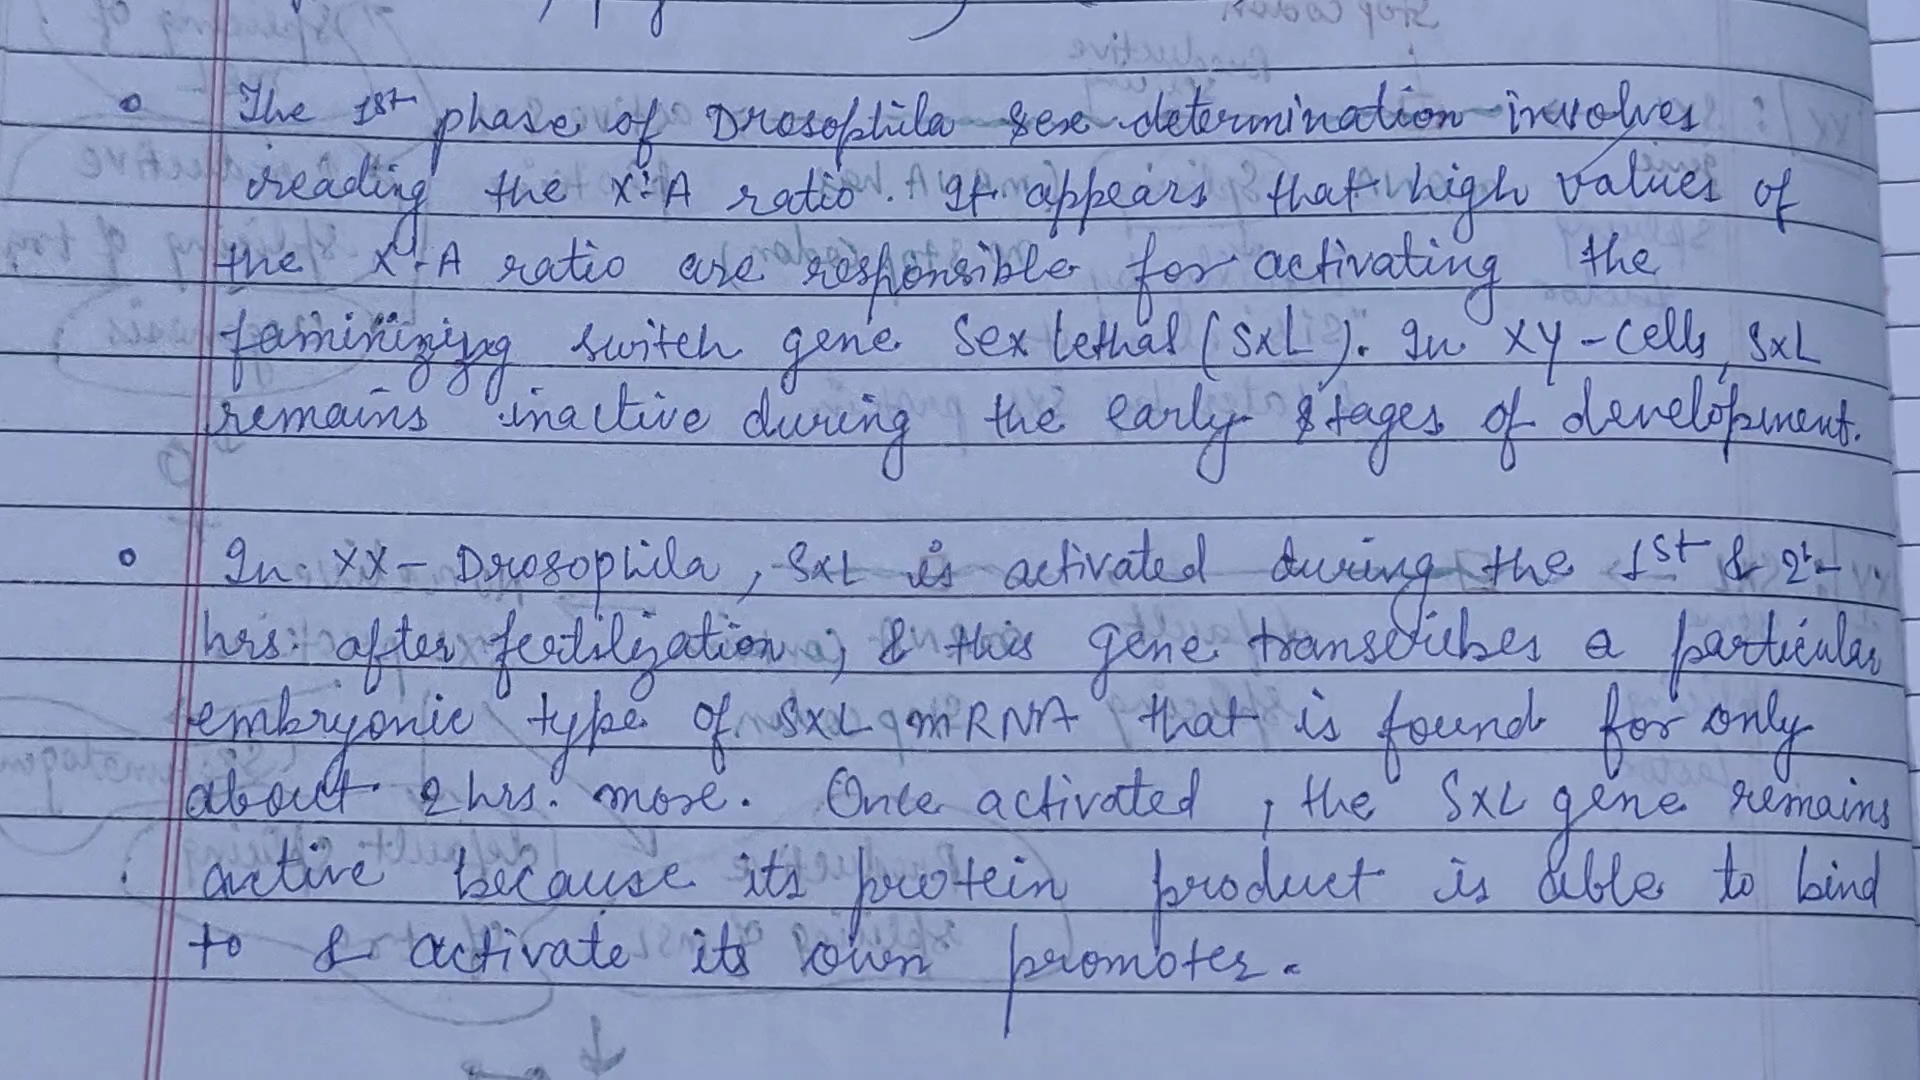 • The 1st phase of Drosophila sex determination involves
reading the X:A ratio. It appears that high values of
the X:A ratio are responsible for activating the
faminizing switch gene Sex lethal (SxL). In XY-cells, SxL
remains inactive during the early stages of development.
• In XX-Drosophila, SxL is activated during the 1st & 2
hrs. after fertilization, & this gene transcribes a particular
embryonic type of SxL mRNA that is found for only
about 2 hrs. more. Once activated, the SxL gene remains
active because its protein product is able to bind
to & activate its own promoter.